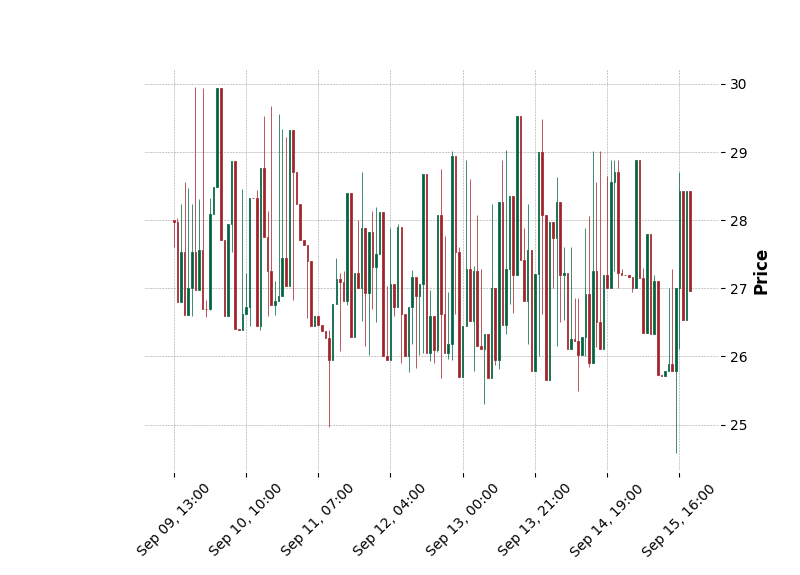 30
29
28
27
26
25
Price
Sep 09, 13:00
Sep 10, 10:00
Sep 11, 07:00
Sep 12, 04:00
Sep 13, 00:00
Sep 13, 21:00
Sep 14, 19:00
Sep 15, 16:00